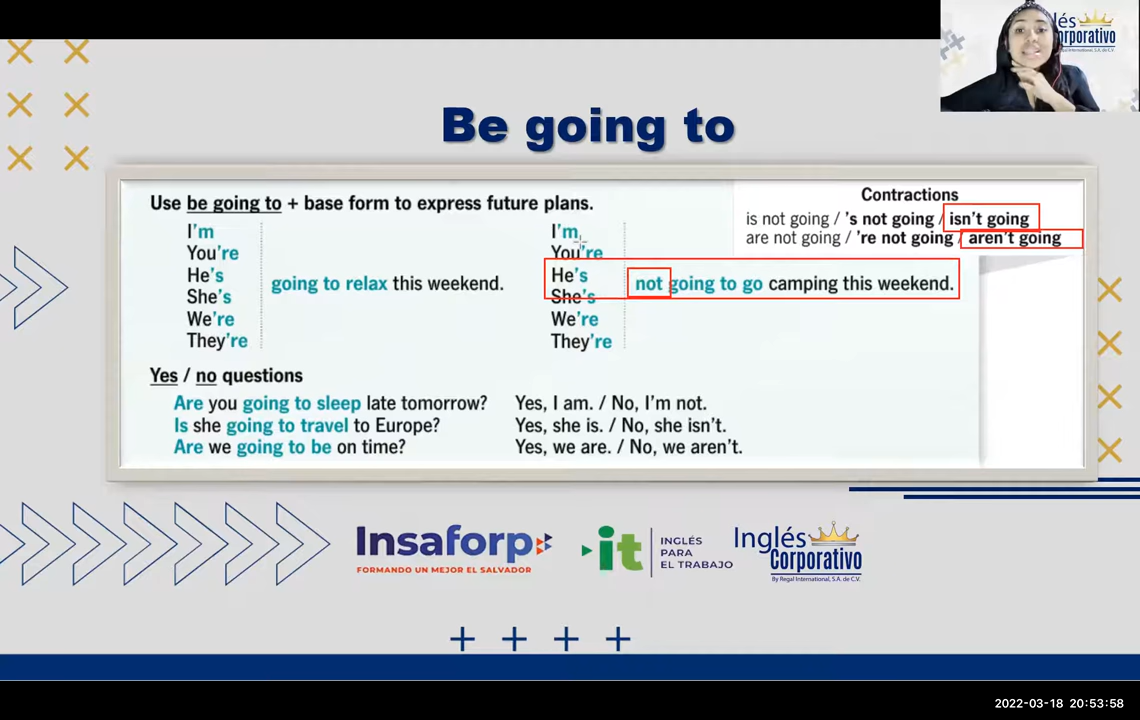 lés
orporativo
Regal International, S.A. de C.V.
Be going to
Use be going to + base form to express future plans.
I'm
You're
He's
She's
We're
They're
going to relax this weekend.
I'm
You're
He's
She's
We're
They're
not going to go camping this weekend.
Contractions
is not going / 's not going / isn't going
are not going / 're not going / aren't going
Yes / no questions
Are you going to sleep late tomorrow? Yes, I am. / No, I'm not.
Is she going to travel to Europe? Yes, she is. / No, she isn't.
Are we going to be on time? Yes, we are. / No, we aren't.
Insaforp
FORMANDO UN MEJOR EL SALVADOR
it
INGLÉS
PARA
EL TRABAJO
Inglés
Corporativo
By Regal International, S.A. de C.V.
2022-03-18 20:53:58